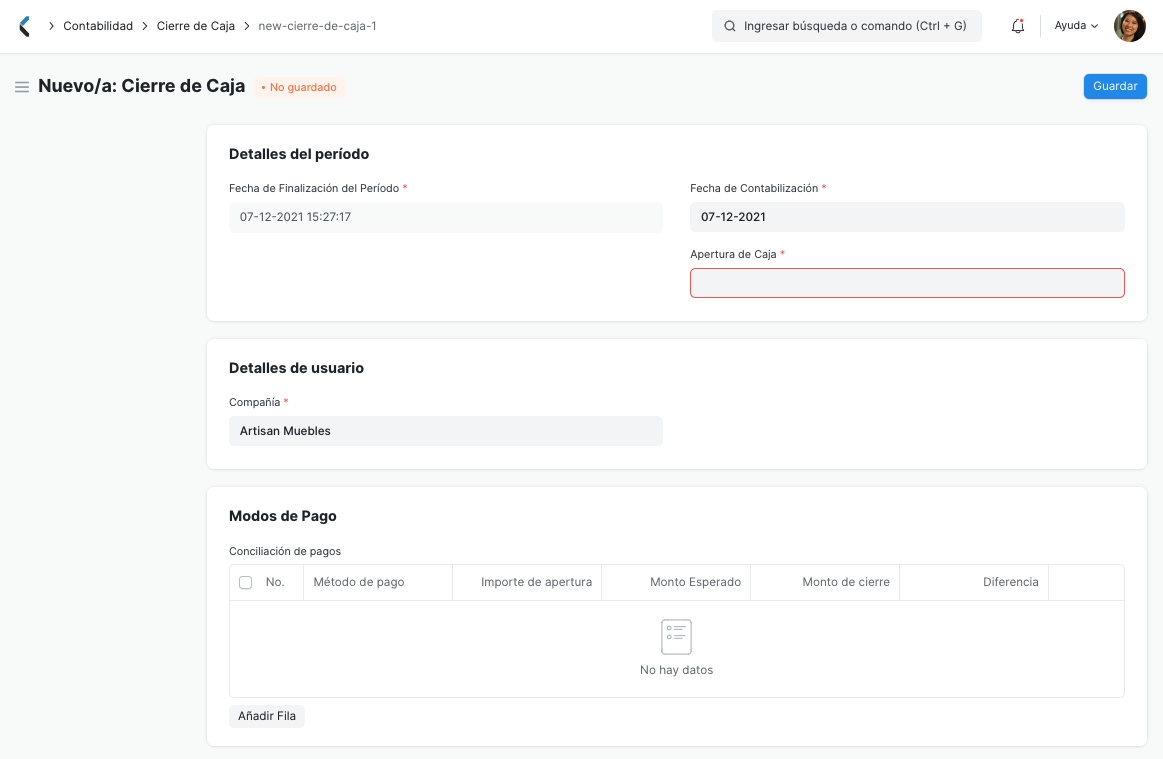 Contabilidad > Cierre de Caja > new-cierre-de-caja-1
Ingresar búsqueda o comando (Ctrl + G)
Ayuda
Nuevo/a: Cierre de Caja
• No guardado
Guardar
Detalles del período
Fecha de Finalización del Período *
07-12-2021 15:27:17
Fecha de Contabilización *
07-12-2021
Apertura de Caja *
Detalles de usuario
Compañía *
Artisan Muebles
Modos de Pago
Conciliación de pagos
No. Método de pago Importe de apertura Monto Esperado Monto de cierre Diferencia
No hay datos
Añadir Fila